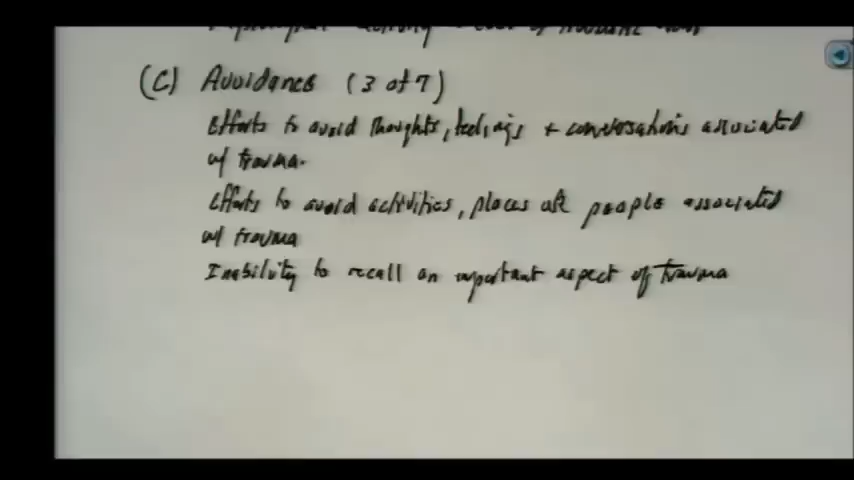 (C) Avoidance (3 of 7)
Efforts to avoid thoughts, feelings + conversations associated
w/ trauma.
Efforts to avoid activities, places or people associated
w/ trauma
Inability to recall an important aspect of trauma